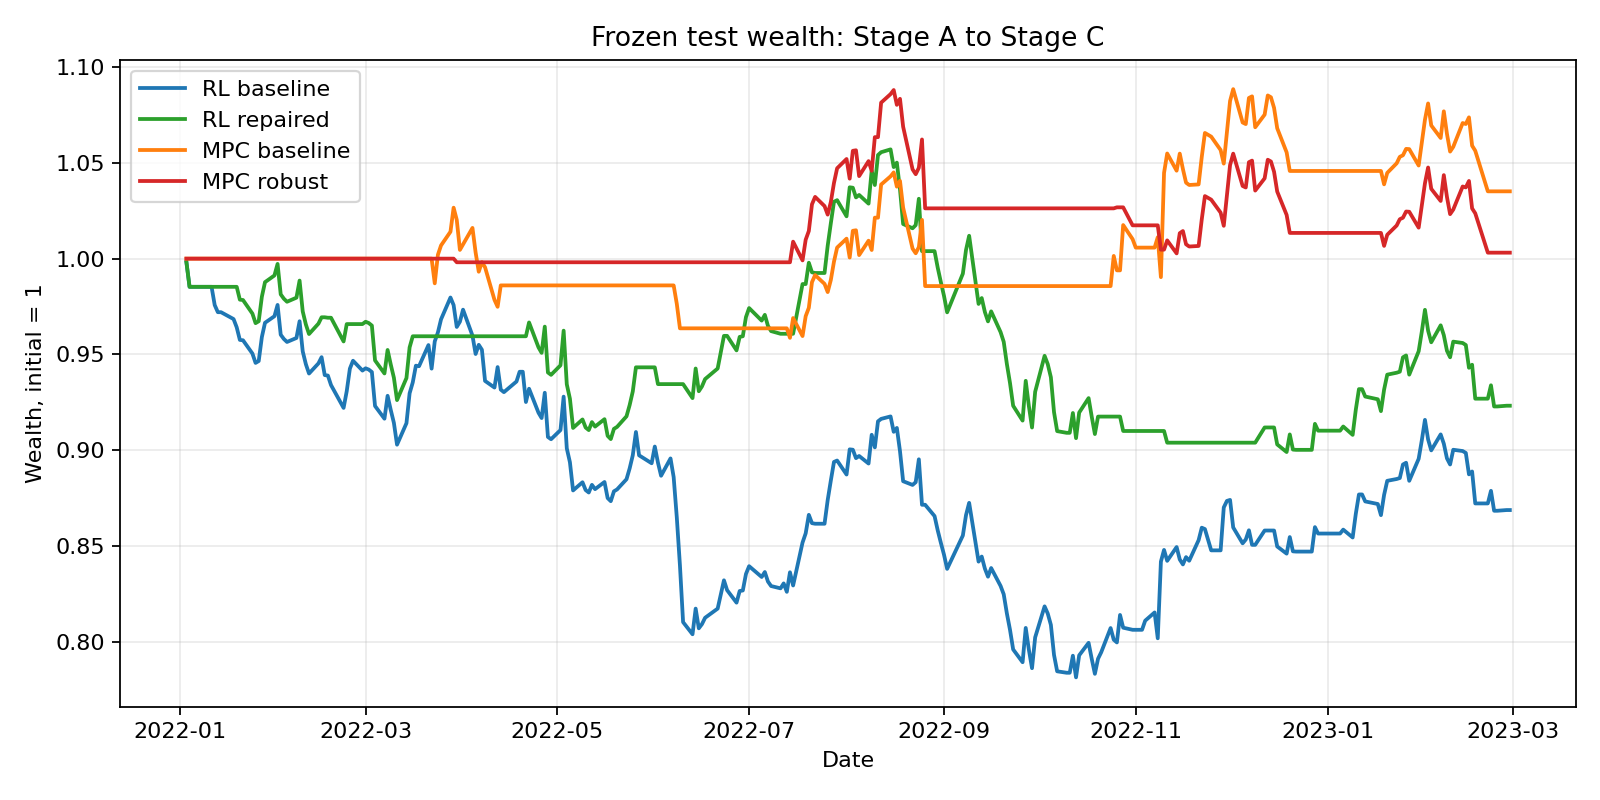 Frozen test wealth: Stage A to Stage C
RL baseline
RL repaired
MPC baseline
MPC robust
Wealth, initial = 1
1.10
1.05
1.00
0.95
0.90
0.85
0.80
2022-01 2022-03 2022-05 2022-07 2022-09 2022-11 2023-01 2023-03
Date